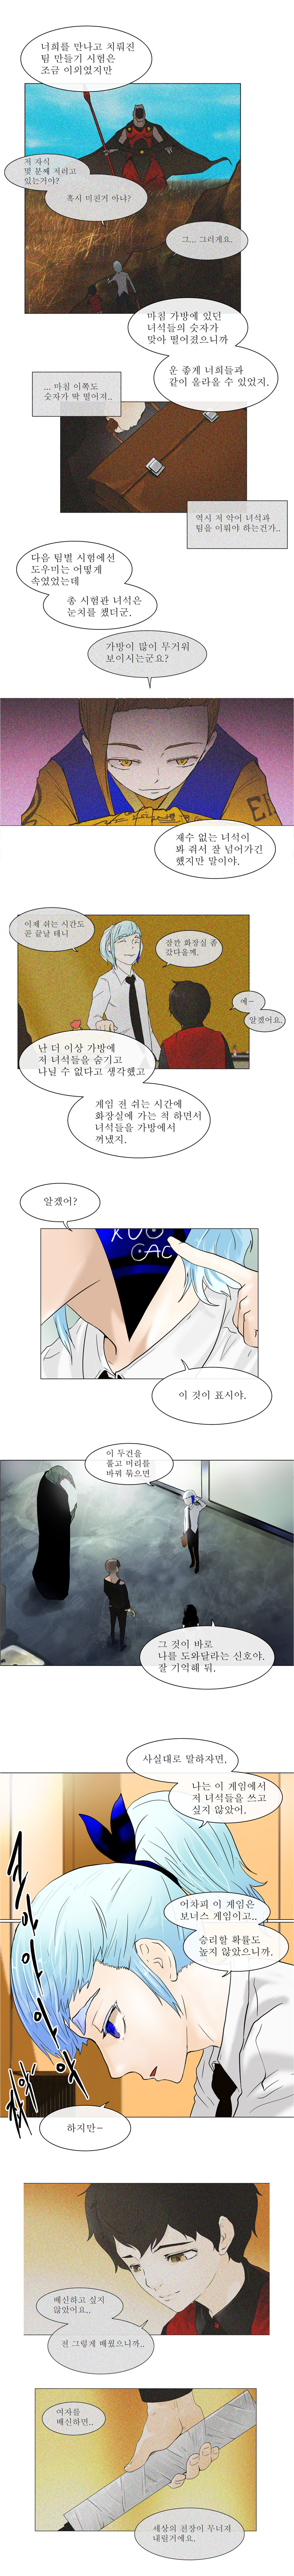 너희를 만나고 치뤄진
팀 만들기 시험은
조금 이외였지만
저 자식
몇 분째 저러고
있는거야?
혹시 미친거 아냐?
그... 그러게요.
마침 가방에 있던
녀석들의 숫자가
맞아 떨어졌으니까
운 좋게 너희들과
같이 올라올 수 있었지.
... 마침 이쪽도
숫자가 딱 떨어져..
역시 저 악어 녀석과
팀을 이뤄야 하는건가..
다음 팀별 시험에선
도우미는 어떻게
속였었는데
총 시험관 녀석은
눈치를 챘더군.
가방이 많이 무거워
보이시는군요?
재수 없는 녀석이
봐 줘서 잘 넘어가긴
했지만 말이야.
이제 쉬는 시간도
곧 끝날 테니
잠깐 화장실 좀
갔다올께.
예-
알겠어요.
난 더 이상 가방에
저 녀석들을 숨기고
다닐 수 없다고 생각했고
게임 전 쉬는 시간에
화장실에 가는 척 하면서
녀석들을 가방에서
꺼냈지.
알겠어?
이 것이 표시야.
이 두건을
풀고 머리를
바꿔 묶으면
그 것이 바로
나를 도와달라는 신호야.
잘 기억해 둬.
사실대로 말하자면,
나는 이 게임에서
저 녀석들을 쓰고
싶지 않았어.
어차피 이 게임은
보너스 게임이고..
승리할 확률도
높지 않았으니까.
하지만-
배신하고 싶지
않았어요..
전 그렇게 배웠으니까..
여자를
배신하면..
세상의 천장이 무너져
내릴거에요.